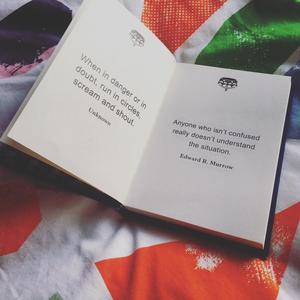 When in danger or in
doubt, run in circles,
scream and shout.
Unknown
Anyone who isn't confused
really doesn't understand
the situation.
Edward R. Murrow